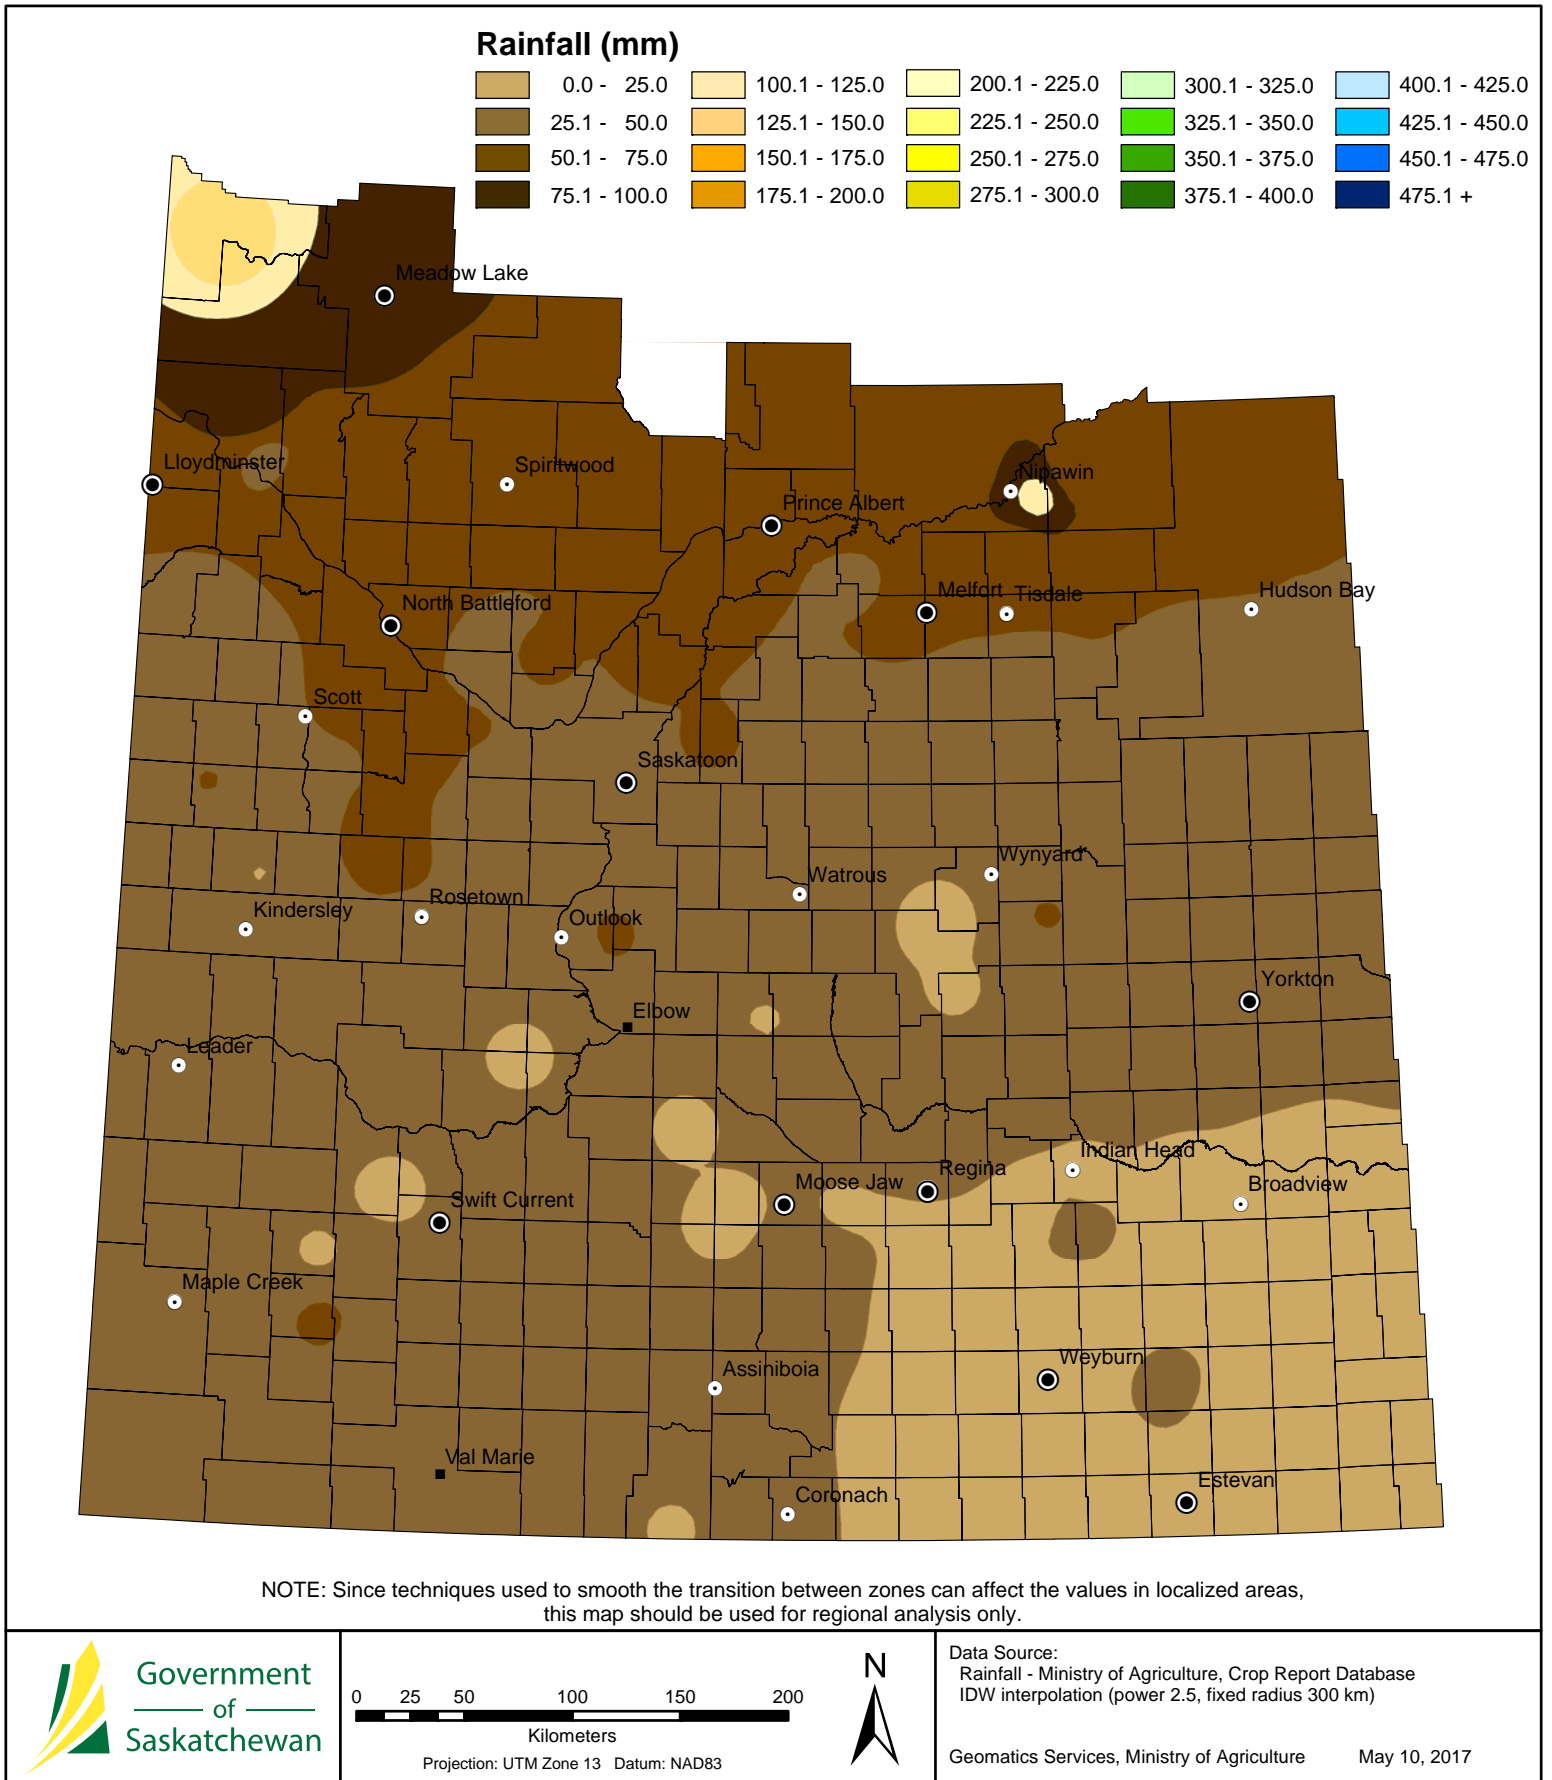 Rainfall (mm)
0.0 - 25.0
25.1 - 50.0
50.1 - 75.0
75.1 - 100.0
100.1 - 125.0
125.1 - 150.0
150.1 - 175.0
175.1 - 200.0
200.1 - 225.0
225.1 - 250.0
250.1 - 275.0
275.1 - 300.0
300.1 - 325.0
325.1 - 350.0
350.1 - 375.0
375.1 - 400.0
400.1 - 425.0
425.1 - 450.0
450.1 - 475.0
475.1 +
Meadow Lake
Lloydminster
Spiritwood
Nipawin
Prince Albert
North Battleford
Melfort
Tisdale
Hudson Bay
Scott
Saskatoon
Watrous
Wynyard
Kindersley
Rosetown
Outlook
Yorkton
Elbow
Leader
Indian Head
Regina
Moose Jaw
Broadview
Swift Current
Maple Creek
Weyburn
Assiniboia
Val Marie
Estevan
Coronach
NOTE: Since techniques used to smooth the transition between zones can affect the values in localized areas,
this map should be used for regional analysis only.
Government
of
Saskatchewan
0 25 50 100 150 200
Kilometers
Projection: UTM Zone 13 Datum: NAD83
N
Data Source:
Rainfall - Ministry of Agriculture, Crop Report Database
IDW interpolation (power 2.5, fixed radius 300 km)
Geomatics Services, Ministry of Agriculture May 10, 2017